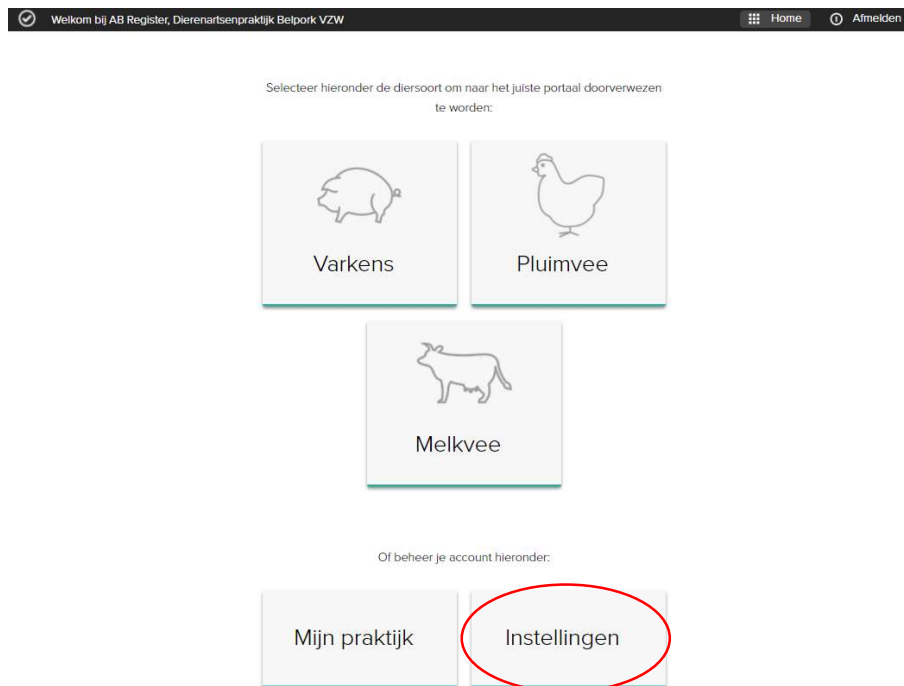 Welkom bij AB Register, Dierenartsenpraktijk Belpork VZW
Home
Afmelden
Selecteer hieronder de diersoort om naar het juiste portaal doorverwezen
te worden:
Varkens
Pluimvee
Melkvee
Of beheer je account hieronder:
Mijn praktijk
Instellingen